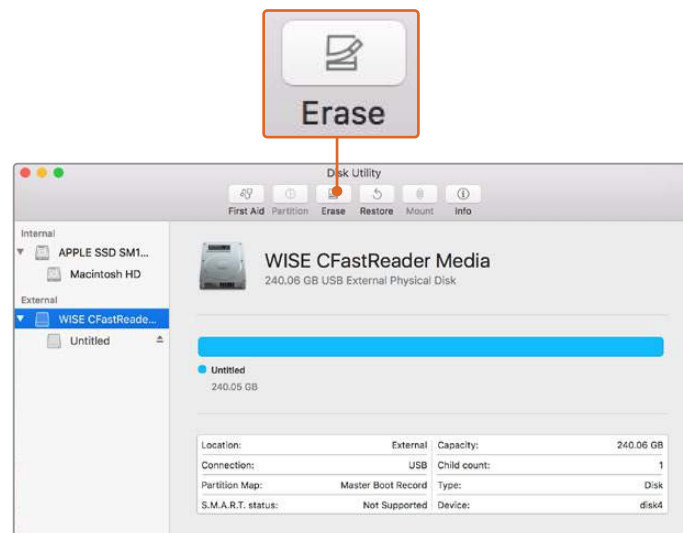 Erase
Disk Utility
First Aid Partition Erase Restore Mount Info
Internal
APPLE SSD SM1...
Macintosh HD
External
WISE CFastReade...
Untitled
WISE CFastReader Media
240.06 GB USB External Physical Disk
Untitled
240.05 GB
Location: External Capacity: 240.06 GB
Connection: USB Child count: 1
Partition Map: Master Boot Record Type: Disk
S.M.A.R.T. status: Not Supported Device: disk4